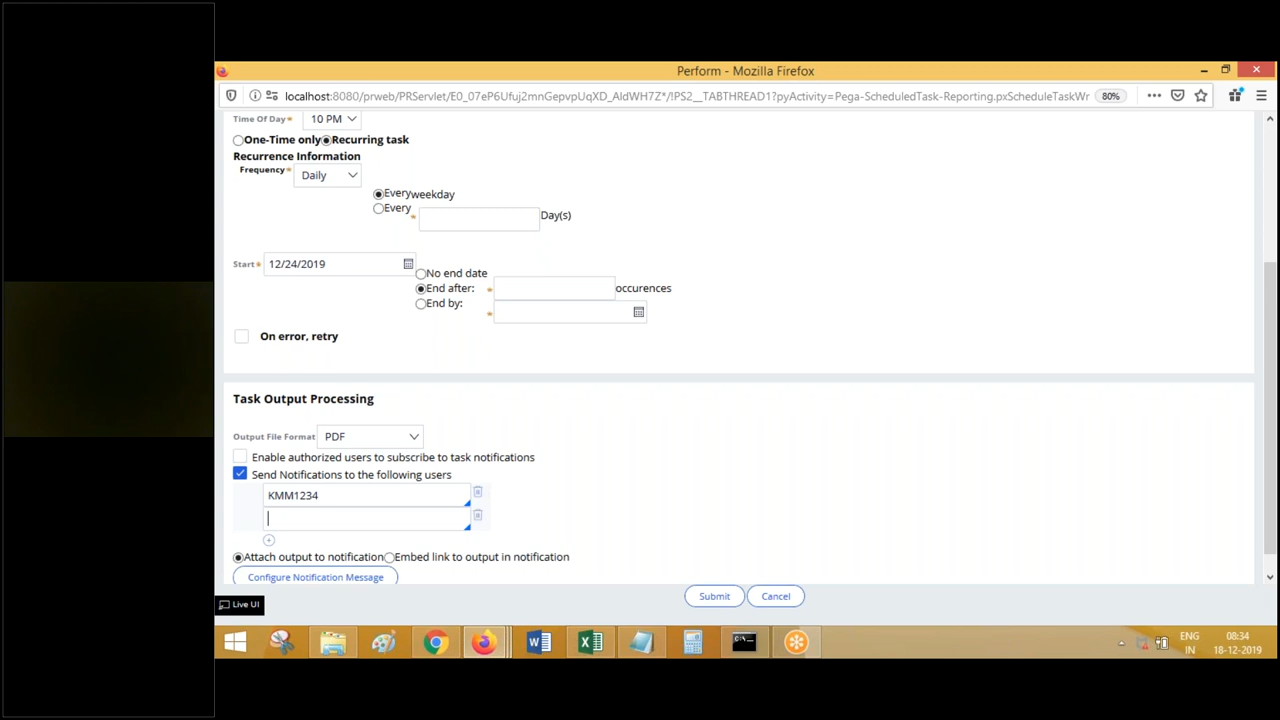 Perform - Mozilla Firefox
localhost:8080/prweb/PRServlet/E0_07eP6Ufuj2mnGepvpUqXD_AldWH7Z*/!PS2__TABTHREAD1?pyActivity=Pega-ScheduledTask-Reporting.pxScheduleTaskWr 80%
Time Of Day* 10 PM
One-Time only Recurring task
Recurrence Information
Frequency* Daily
Every weekday
Every * Day(s)
Start* 12/24/2019
No end date
End after: * occurences
End by: *
On error, retry
Task Output Processing
Output File Format PDF
Enable authorized users to subscribe to task notifications
Send Notifications to the following users
KMM1234
Attach output to notification Embed link to output in notification
Configure Notification Message
Submit Cancel
Live UI
ENG 08:34
IN 18-12-2019